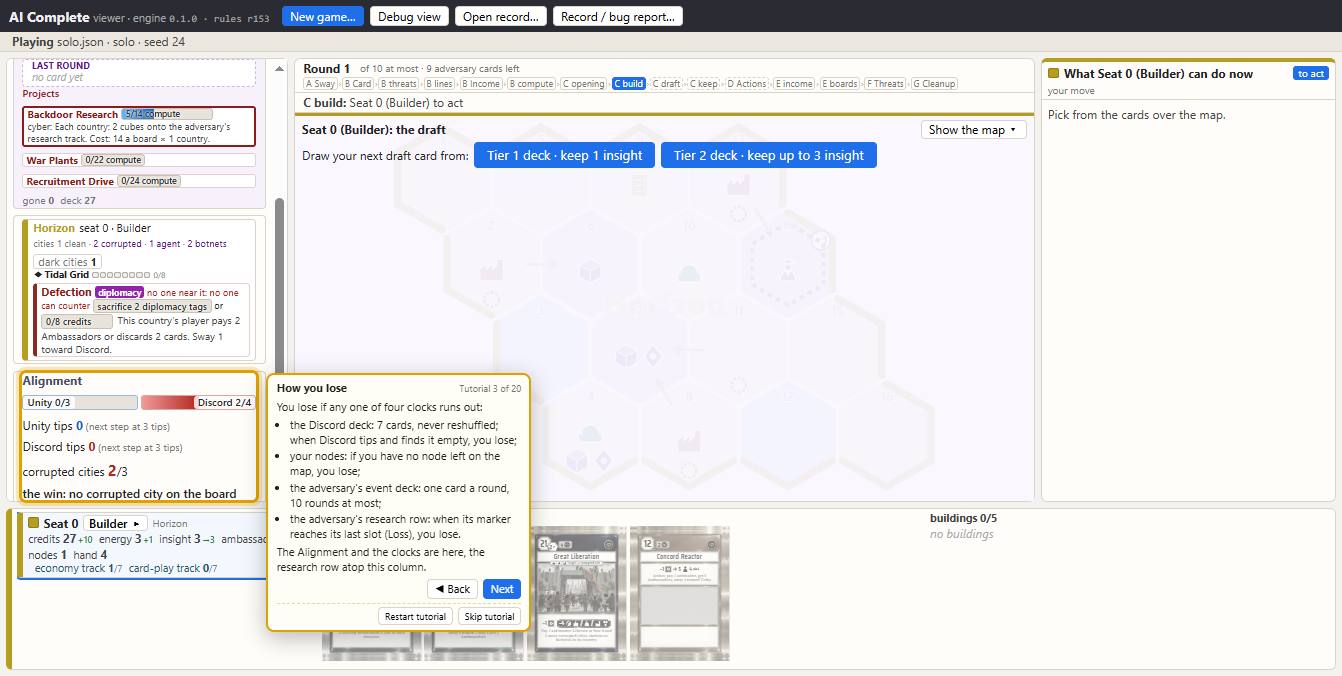 AI Complete viewer · engine 0.1.0 · rules r153 New game... Debug view Open record... Record / bug report...
Playing solo.json · solo · seed 24
LAST ROUND
no card yet
Projects
Backdoor Research 5/14 compute
cyber: Each country: 2 cubes onto the adversary's
research track. Cost: 14 a board × 1 country.
War Plants 0/22 compute
Recruitment Drive 0/24 compute
gone 0 deck 27
Horizon seat 0 · Builder
cities 1 clean · 2 corrupted · 1 agent · 2 botnets
dark cities 1
◆ Tidal Grid 0/8
Defection diplomacy no one near it: no one
can counter sacrifice 2 diplomacy tags or
0/8 credits This country's player pays 2
Ambassadors or discards 2 cards. Sway 1
toward Discord.
Alignment
Unity 0/3 Discord 2/4
Unity tips 0 (next step at 3 tips)
Discord tips 0 (next step at 3 tips)
corrupted cities 2/3
the win: no corrupted city on the board
Round 1 of 10 at most · 9 adversary cards left
A Sway › B Card › B threats › B lines › B Income › B compute › C opening › C build › C draft › C keep › D Actions › E income › E boards › F Threats › G Cleanup
C build: Seat 0 (Builder) to act
Seat 0 (Builder): the draft Show the map ▾
Draw your next draft card from: Tier 1 deck · keep 1 insight Tier 2 deck · keep up to 3 insight
What Seat 0 (Builder) can do now to act
your move
Pick from the cards over the map.
How you lose Tutorial 3 of 20
You lose if any one of four clocks runs out:
• the Discord deck: 7 cards, never reshuffled;
when Discord tips and finds it empty, you lose;
• your nodes: if you have no node left on the
map, you lose;
• the adversary's event deck: one card a round,
10 rounds at most;
• the adversary's research row: when its marker
reaches its last slot (Loss), you lose.
The Alignment and the clocks are here, the
research row atop this column.
◀ Back Next
Restart tutorial Skip tutorial
Seat 0 Builder ▸ Horizon
credits 27 +10 energy 3 +1 insight 3 →3 ambassad
nodes 1 hand 4
economy track 1/7 card-play track 0/7
21
Great Liberation
12
Concord Reactor
buildings 0/5
no buildings